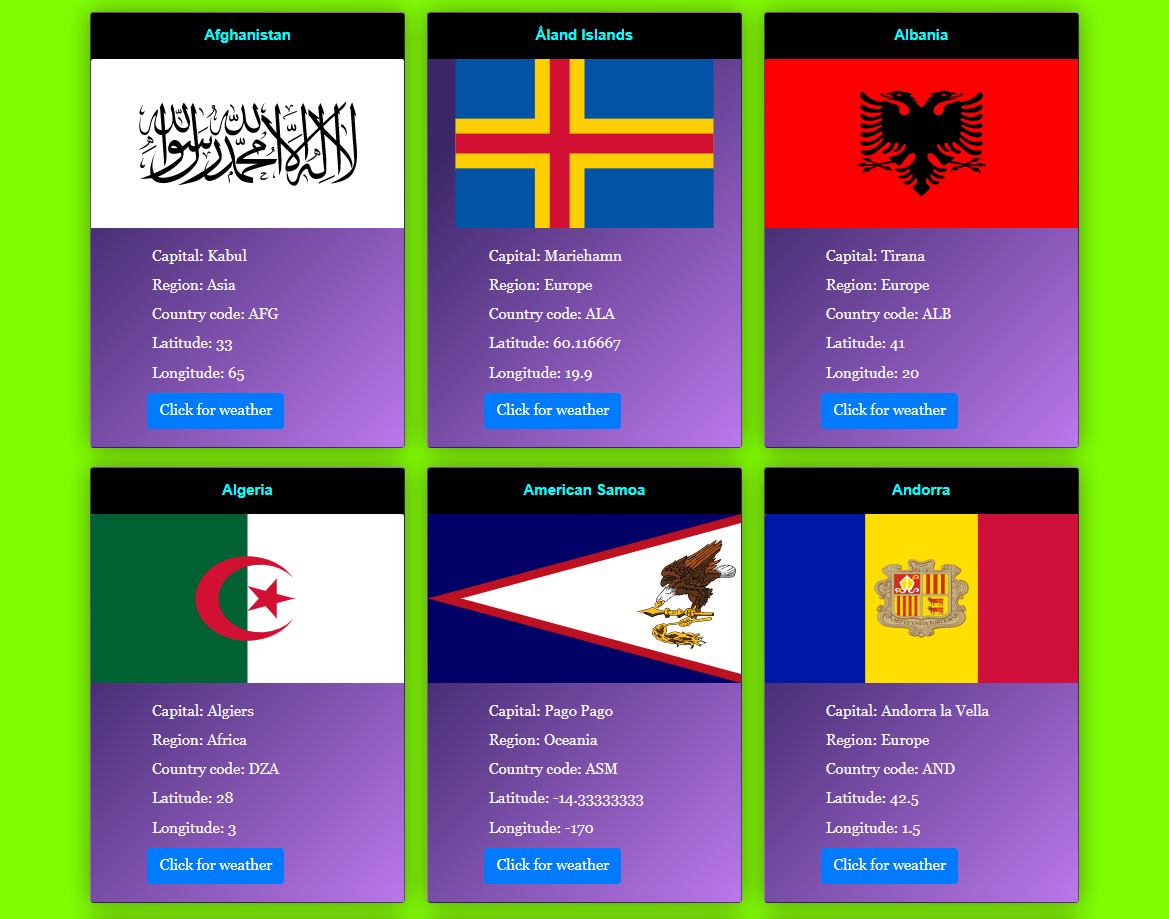 Afghanistan
لا إله إلا الله محمد رسول الله
Capital: Kabul
Region: Asia
Country code: AFG
Latitude: 33
Longitude: 65
Click for weather
Åland Islands
Capital: Mariehamn
Region: Europe
Country code: ALA
Latitude: 60.116667
Longitude: 19.9
Click for weather
Albania
Capital: Tirana
Region: Europe
Country code: ALB
Latitude: 41
Longitude: 20
Click for weather
Algeria
Capital: Algiers
Region: Africa
Country code: DZA
Latitude: 28
Longitude: 3
Click for weather
American Samoa
Capital: Pago Pago
Region: Oceania
Country code: ASM
Latitude: -14.33333333
Longitude: -170
Click for weather
Andorra
VIRTVS VNITA FORTIOR
Capital: Andorra la Vella
Region: Europe
Country code: AND
Latitude: 42.5
Longitude: 1.5
Click for weather